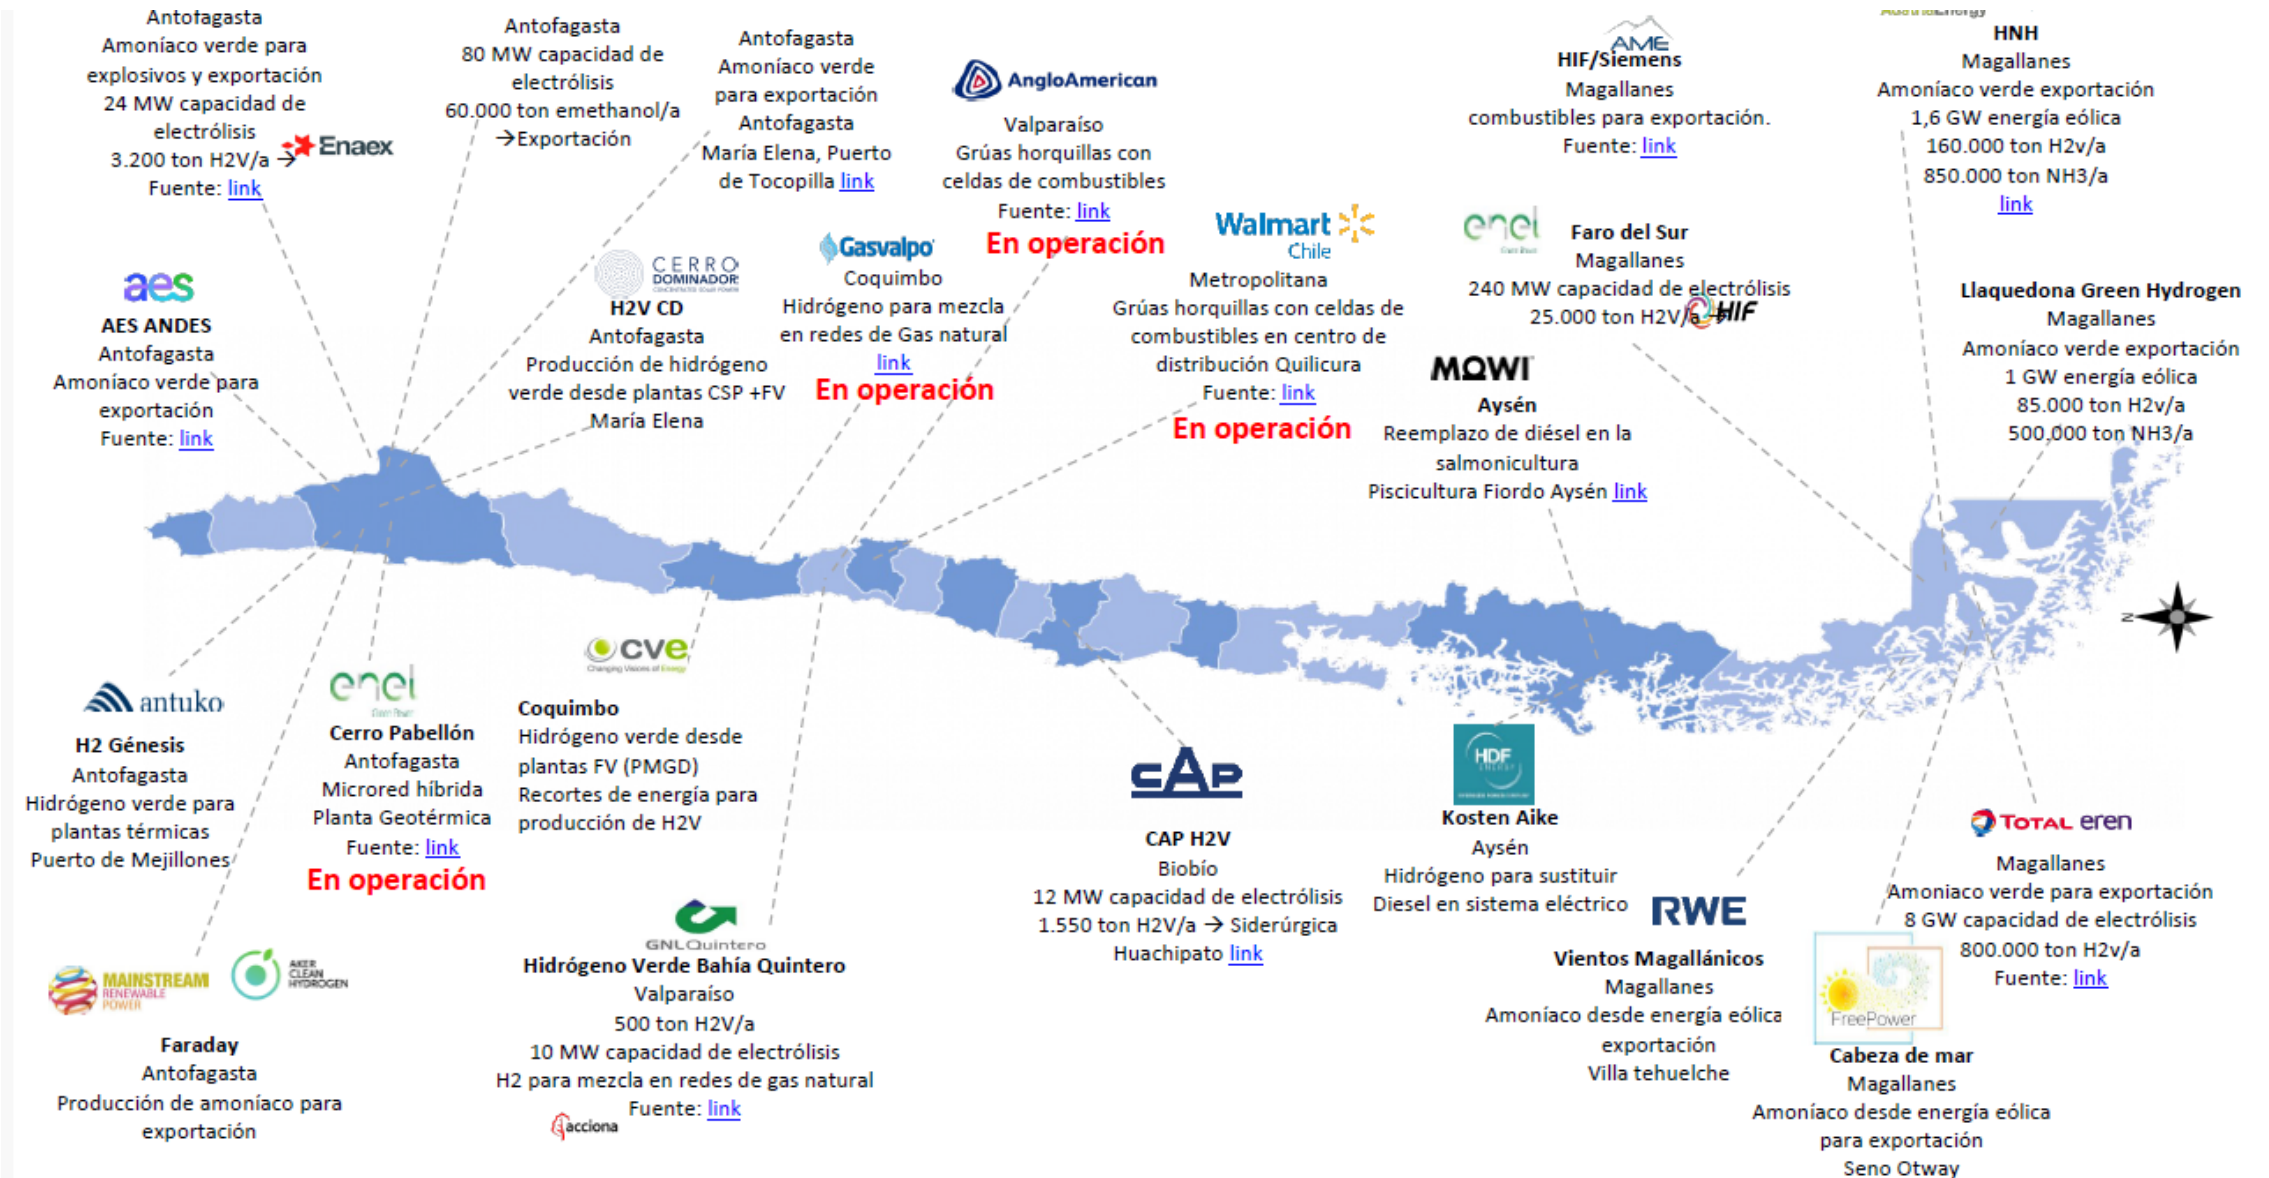 Antofagasta
Amoníaco verde para
explosivos y exportación
24 MW capacidad de
electrólisis
3.200 ton H2V/a →
Enaex
Fuente: link
Antofagasta
80 MW capacidad de
electrólisis
60.000 ton emethanol/a
→Exportación
Antofagasta
Amoníaco verde
para exportación
Antofagasta
María Elena, Puerto
de Tocopilla link
AngloAmerican
Valparaíso
Grúas horquillas con
celdas de combustibles
Fuente: link
En operación
AME
HIF/Siemens
Magallanes
combustibles para exportación.
Fuente: link
AustriaEnergy
HNH
Magallanes
Amoníaco verde exportación
1,6 GW energía eólica
160.000 ton H2v/a
850.000 ton NH3/a
link
aes
AES ANDES
Antofagasta
Amoníaco verde para
exportación
Fuente: link
CERRO
DOMINADOR
CONCENTRATED SOLAR POWER
H2V CD
Antofagasta
Producción de hidrógeno
verde desde plantas CSP +FV
María Elena
Gasvalpo
Coquimbo
Hidrógeno para mezcla
en redes de Gas natural
link
En operación
Walmart
Chile
Metropolitana
Grúas horquillas con celdas de
combustibles en centro de
distribución Quilicura
Fuente: link
En operación
enel
Green Power
Faro del Sur
Magallanes
240 MW capacidad de electrólisis
25.000 ton H2V/a →
HIF
MOWI
Aysén
Reemplazo de diésel en la
salmonicultura
Piscicultura Fiordo Aysén link
Llaquedona Green Hydrogen
Magallanes
Amoníaco verde exportación
1 GW energía eólica
85.000 ton H2v/a
500,000 ton NH3/a
N
antuko
H2 Génesis
Antofagasta
Hidrógeno verde para
plantas térmicas
Puerto de Mejillones
enel
Green Power
Cerro Pabellón
Antofagasta
Microred híbrida
Planta Geotérmica
Fuente: link
En operación
cve
Changing Visions of Energy
Coquimbo
Hidrógeno verde desde
plantas FV (PMGD)
Recortes de energía para
producción de H2V
CAP
CAP H2V
Biobío
12 MW capacidad de electrólisis
1.550 ton H2V/a → Siderúrgica
Huachipato link
HDF
ENERGY
Kosten Aike
Aysén
Hidrógeno para sustituir
Diesel en sistema eléctrico
TOTAL eren
Magallanes
Amoniaco verde para exportación
8 GW capacidad de electrólisis
800.000 ton H2v/a
Fuente: link
MAINSTREAM
RENEWABLE
POWER
AKER
CLEAN
HYDROGEN
Faraday
Antofagasta
Producción de amoníaco para
exportación
GNLQuintero
Hidrógeno Verde Bahía Quintero
Valparaíso
500 ton H2V/a
10 MW capacidad de electrólisis
H2 para mezcla en redes de gas natural
Fuente: link
acciona
RWE
Vientos Magallánicos
Magallanes
Amoníaco desde energía eólica
exportación
Villa tehuelche
FreePower
Cabeza de mar
Magallanes
Amoníaco desde energía eólica
para exportación
Seno Otway